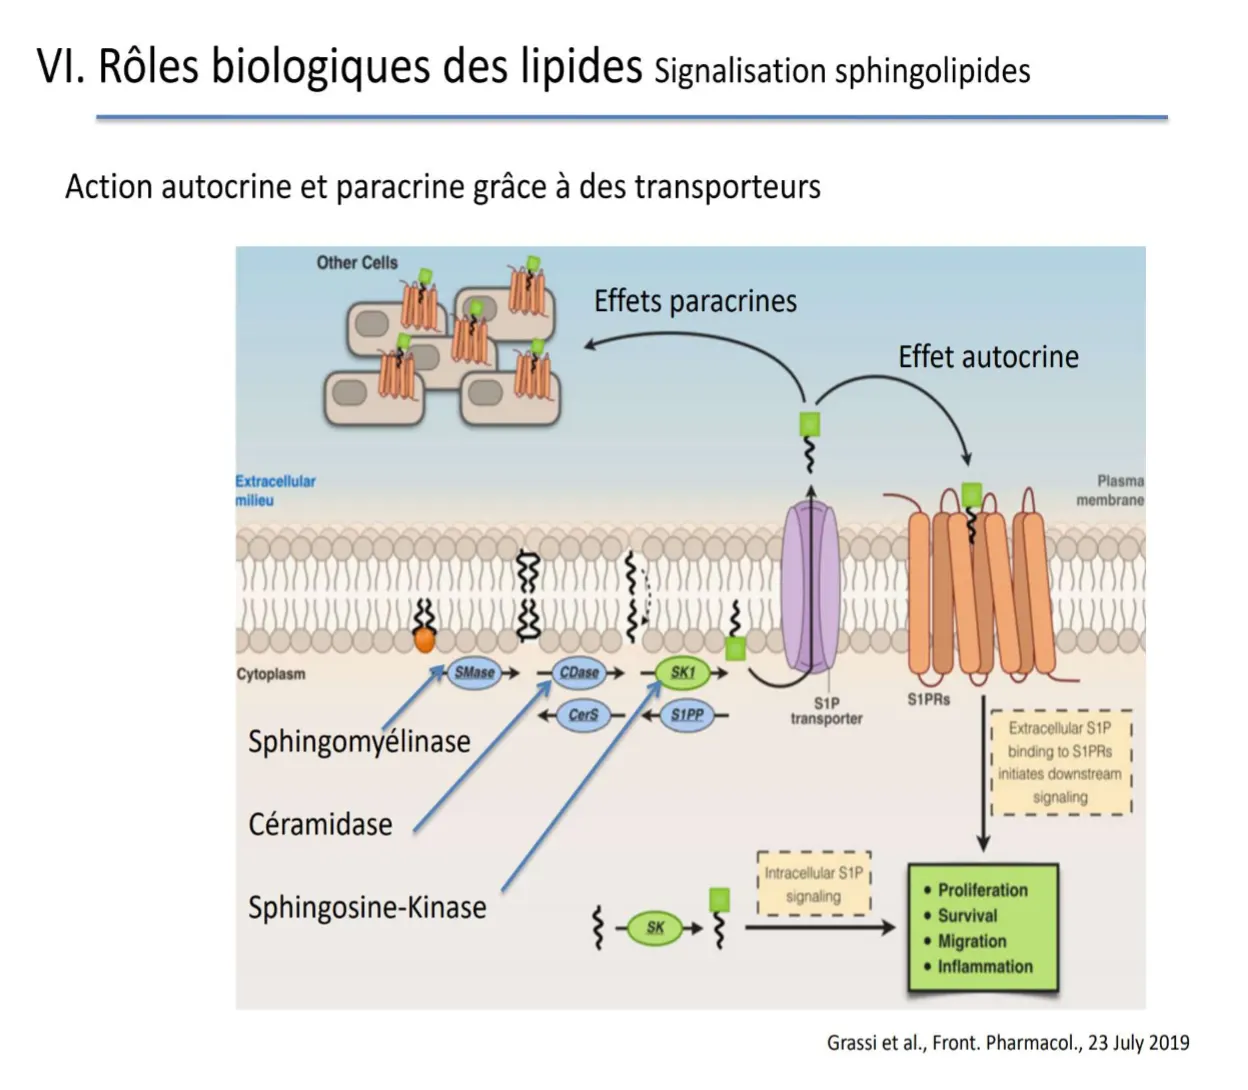 VI. Rôles biologiques des lipides Signalisation sphingolipides
Action autocrine et paracrine grâce à des transporteurs
Other Cells
Effets paracrines
Effet autocrine
Extracellular
milieu
Plasma
membrane
Cytoplasm
SMase
CDase
SK1
CerS
S1PP
S1P
transporter
S1PRs
Extracellular S1P
binding to S1PRs
initiates downstream
signaling
Sphingomyélinase
Céramidase
Sphingosine-Kinase
SK
Intracellular S1P
signaling
• Proliferation
• Survival
• Migration
• Inflammation
Grassi et al., Front. Pharmacol., 23 July 2019